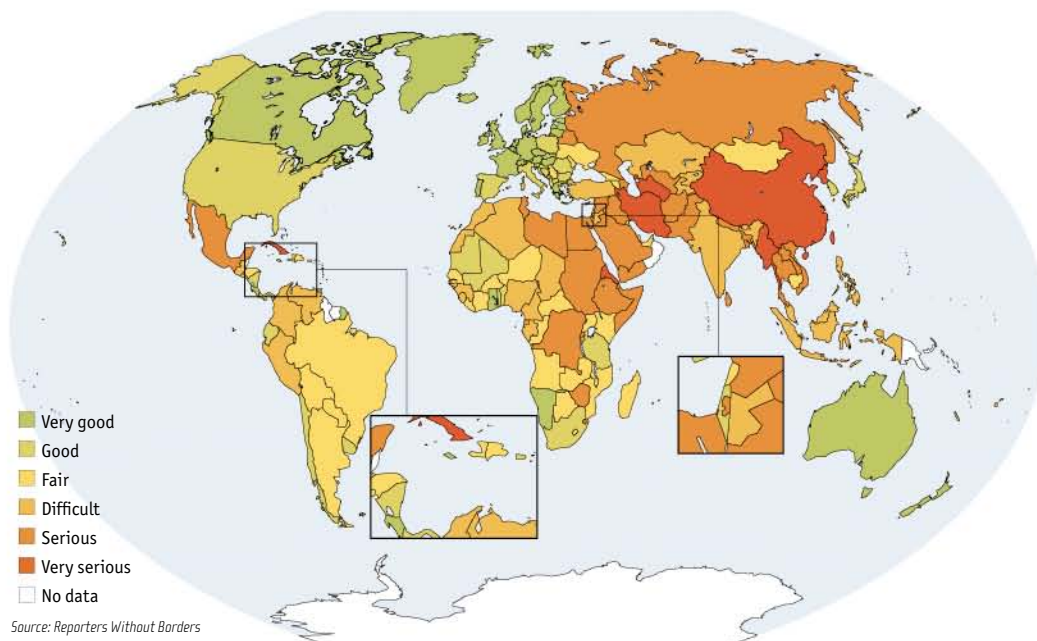 Very good
Good
Fair
Difficult
Serious
Very serious
No data
Source: Reporters Without Borders